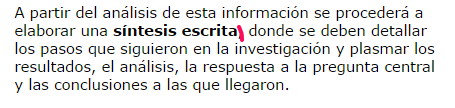 A partir del análisis de esta información se procederá a
elaborar una síntesis escrita, donde se deben detallar
los pasos que siguieron en la investigación y plasmar los
resultados, el análisis, la respuesta a la pregunta central
y las conclusiones a las que llegaron.